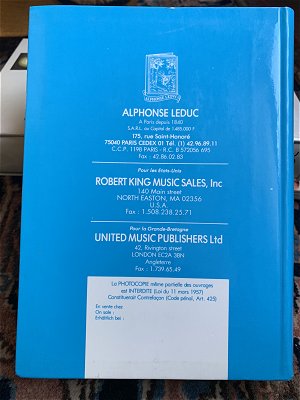 ALPHONSE LEDUC
ALPHONSE LEDUC
A Paris depuis 1840
S.A.R.L. au Capital de 1.485.000 F
175, rue Saint-Honoré
75040 PARIS CEDEX 01 Tél. (1) 42.96.89.11
C.C.P. 1198 PARIS - R.C. B 572056 695
Fax : 42.86.02.83
Pour les Etats-Unis
ROBERT KING MUSIC SALES, Inc
140 Main street
NORTH EASTON, MA 02356
U.S.A.
Fax : 1.508.238.25.71
Pour la Grande-Bretagne
UNITED MUSIC PUBLISHERS Ltd
42, Rivington street
LONDON EC2A 3BN
Angleterre
Fax : 1.739.65.49
La PHOTOCOPIE même partielle des ouvrages
est INTERDITE (Loi du 11 mars 1957)
Constituerait Contrefaçon (Code pénal, Art. 425)
En vente chez
On sale at :
Erhältlich bei :